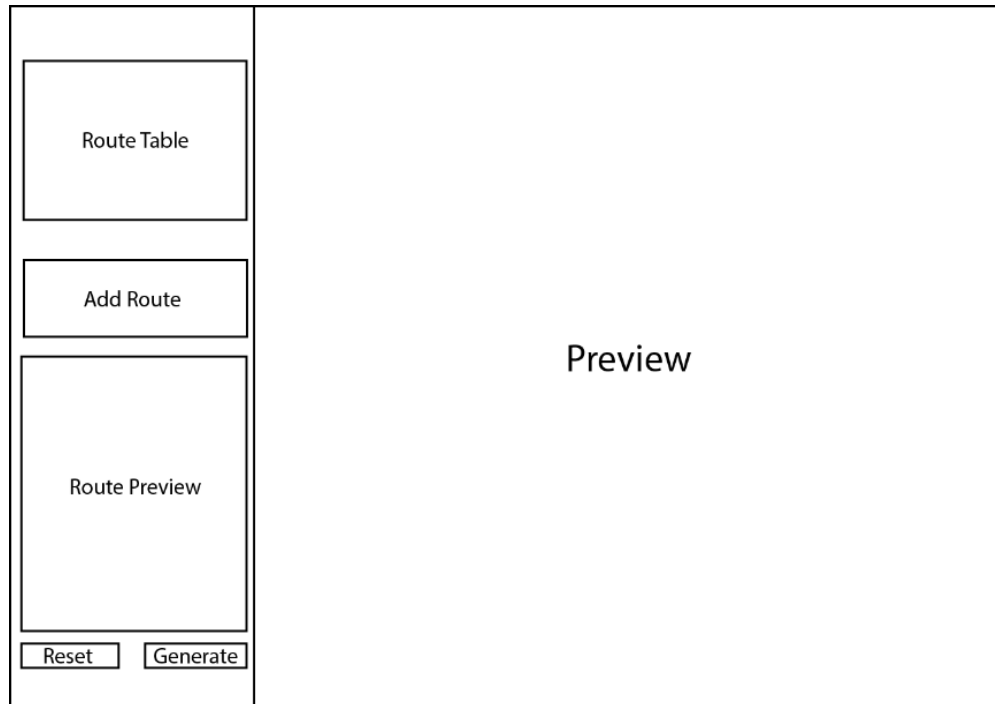 Route Table
Add Route
Route Preview
Reset
Generate
Preview